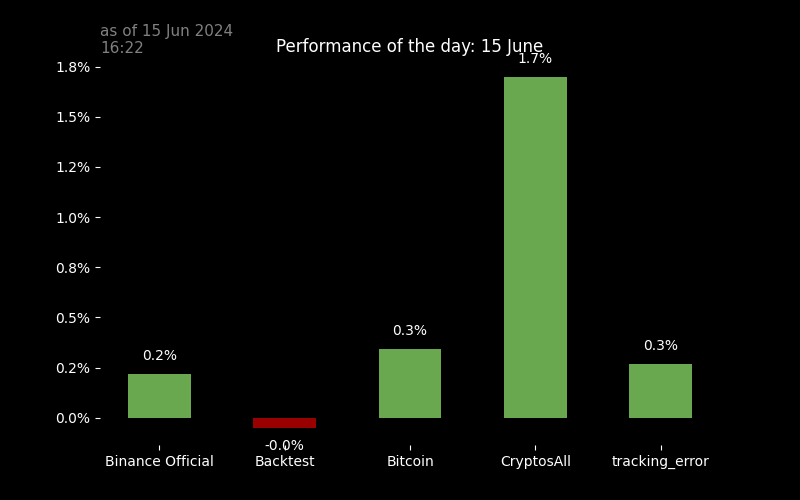 as of 15 Jun 2024
16:22
Performance of the day: 15 June
1.8%
1.5%
1.2%
1.0%
0.8%
0.5%
0.2%
0.0%
0.2%
-0.0%
0.3%
1.7%
0.3%
Binance Official
Backtest
Bitcoin
CryptosAll
tracking_error